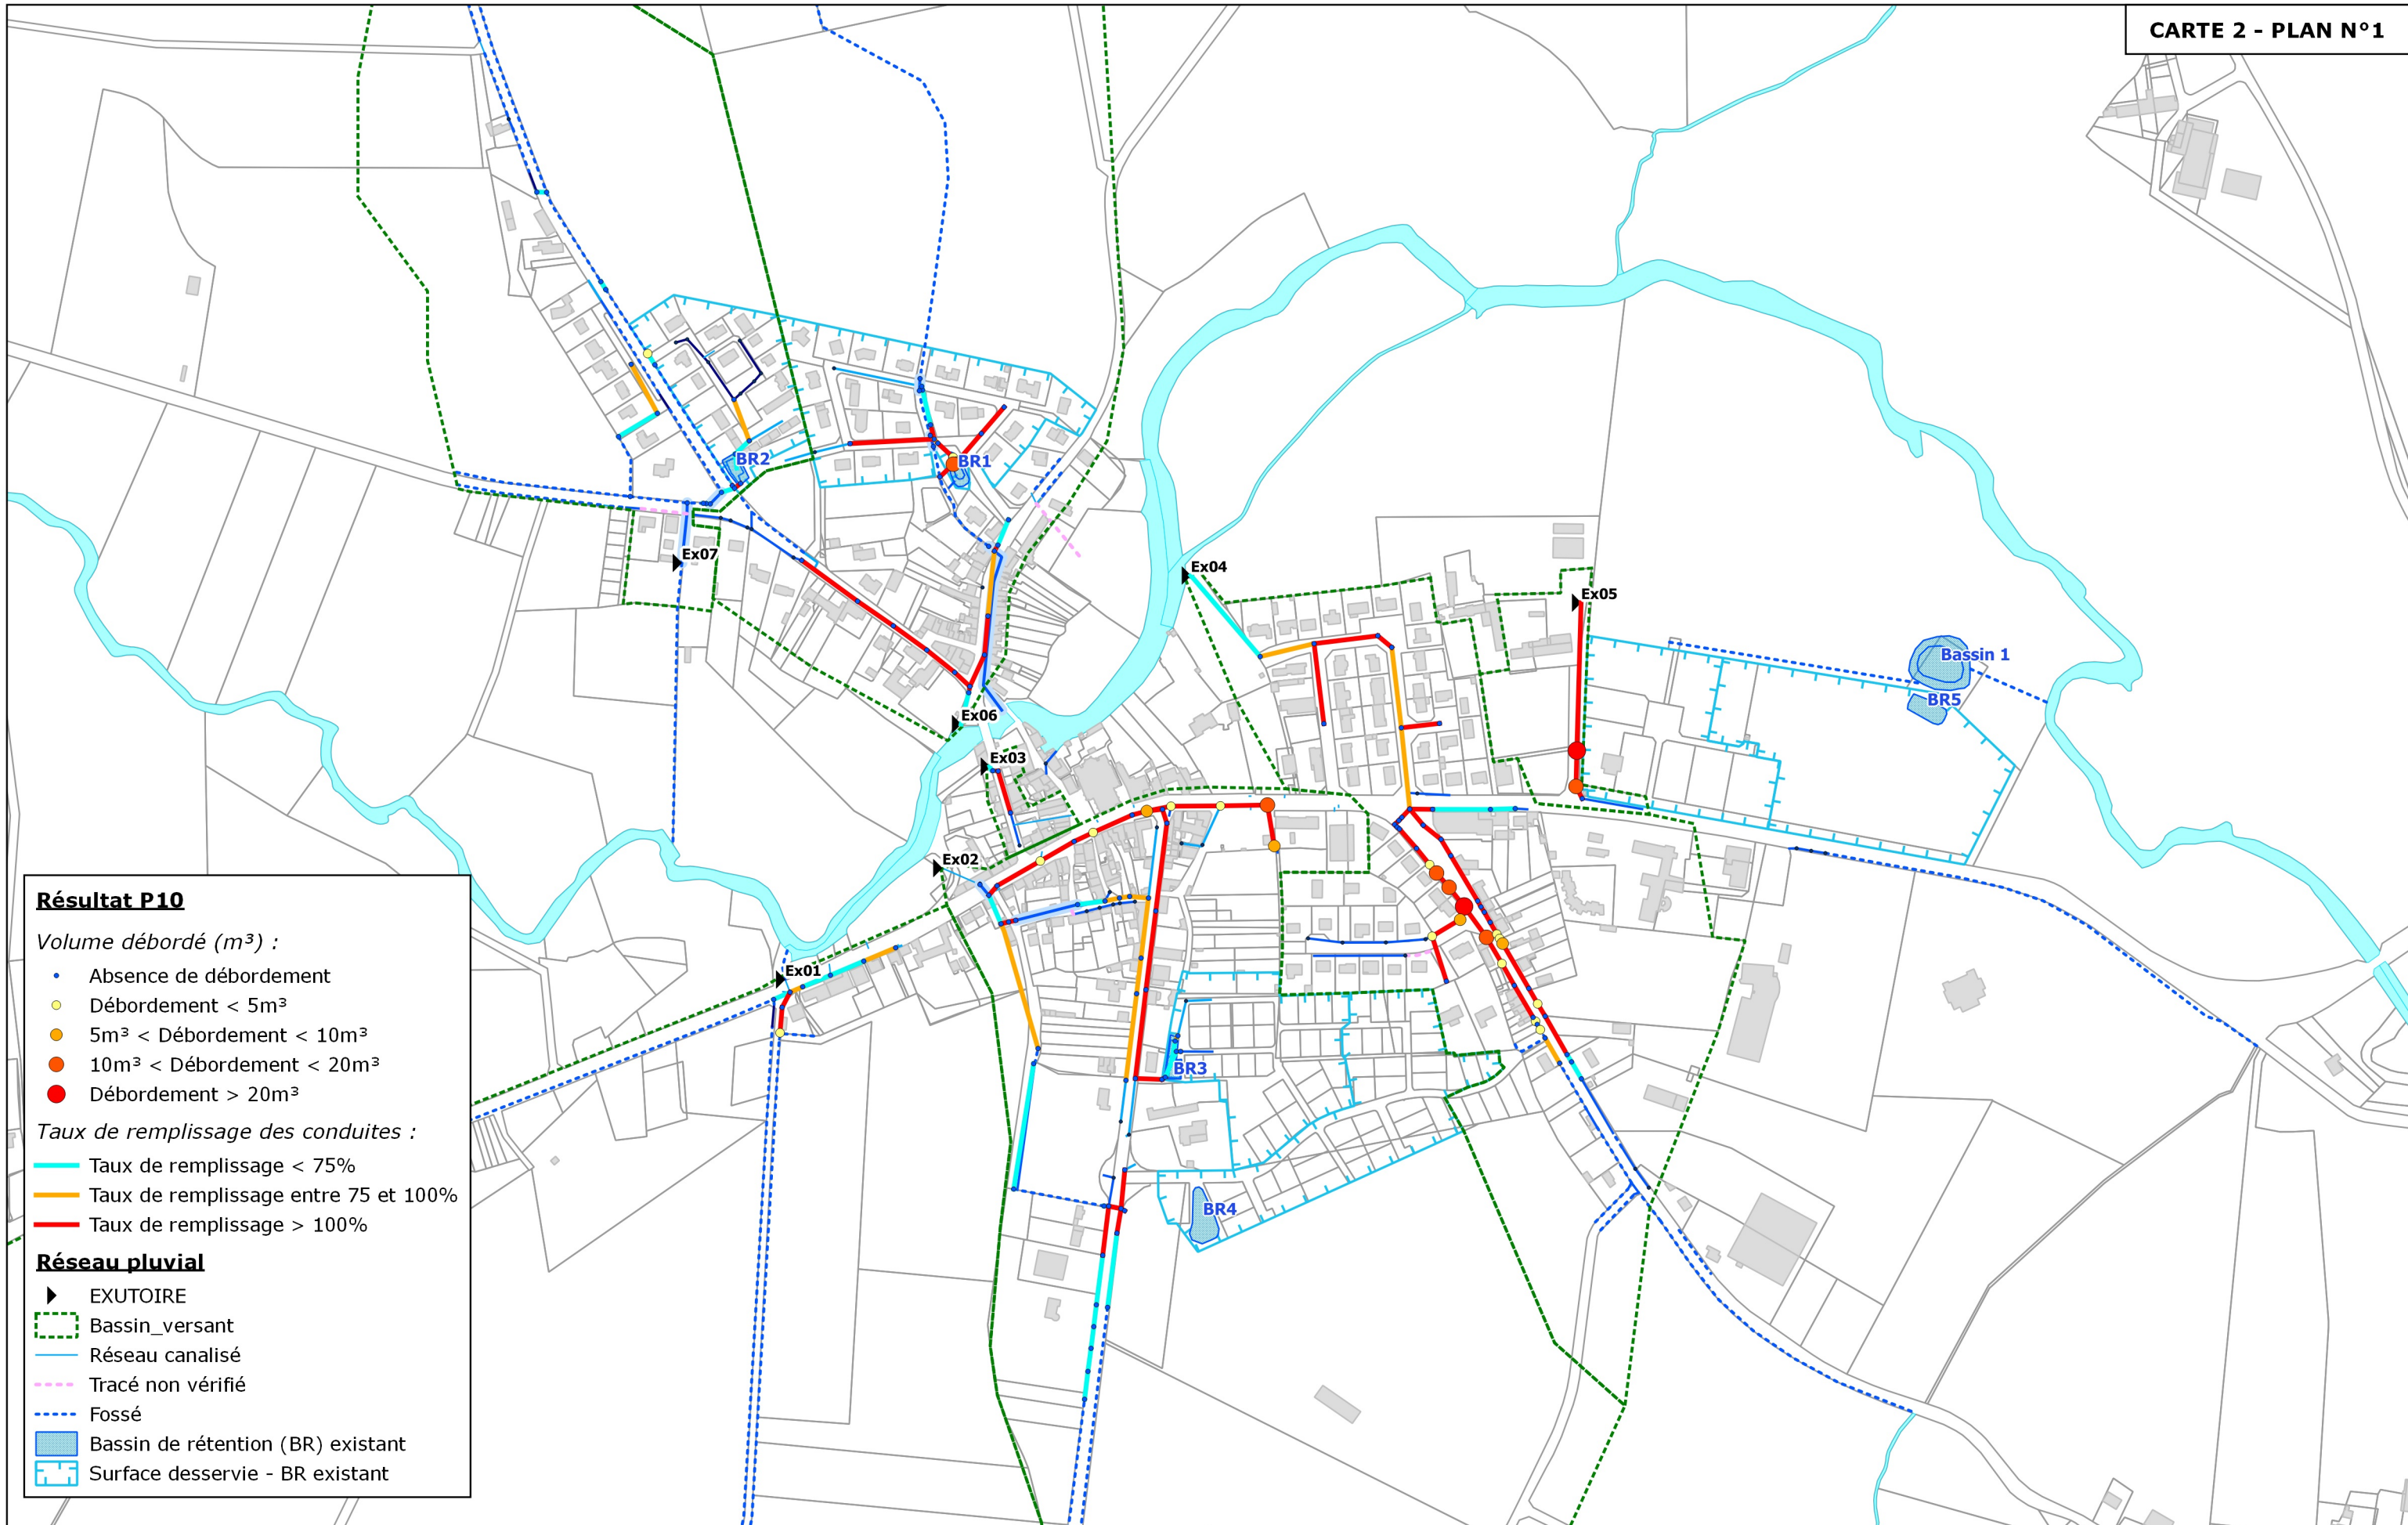 CARTE 2 - PLAN N°1
BR2
BR1
Ex07
Ex04
Ex05
Bassin 1
BR5
Ex06
Ex03
Ex02
Ex01
BR3
BR4
Résultat P10
Volume débordé (m³) :
Absence de débordement
Débordement < 5m³
5m³ < Débordement < 10m³
10m³ < Débordement < 20m³
Débordement > 20m³
Taux de remplissage des conduites :
Taux de remplissage < 75%
Taux de remplissage entre 75 et 100%
Taux de remplissage > 100%
Réseau pluvial
EXUTOIRE
Bassin_versant
Réseau canalisé
Tracé non vérifié
Fossé
Bassin de rétention (BR) existant
Surface desservie - BR existant